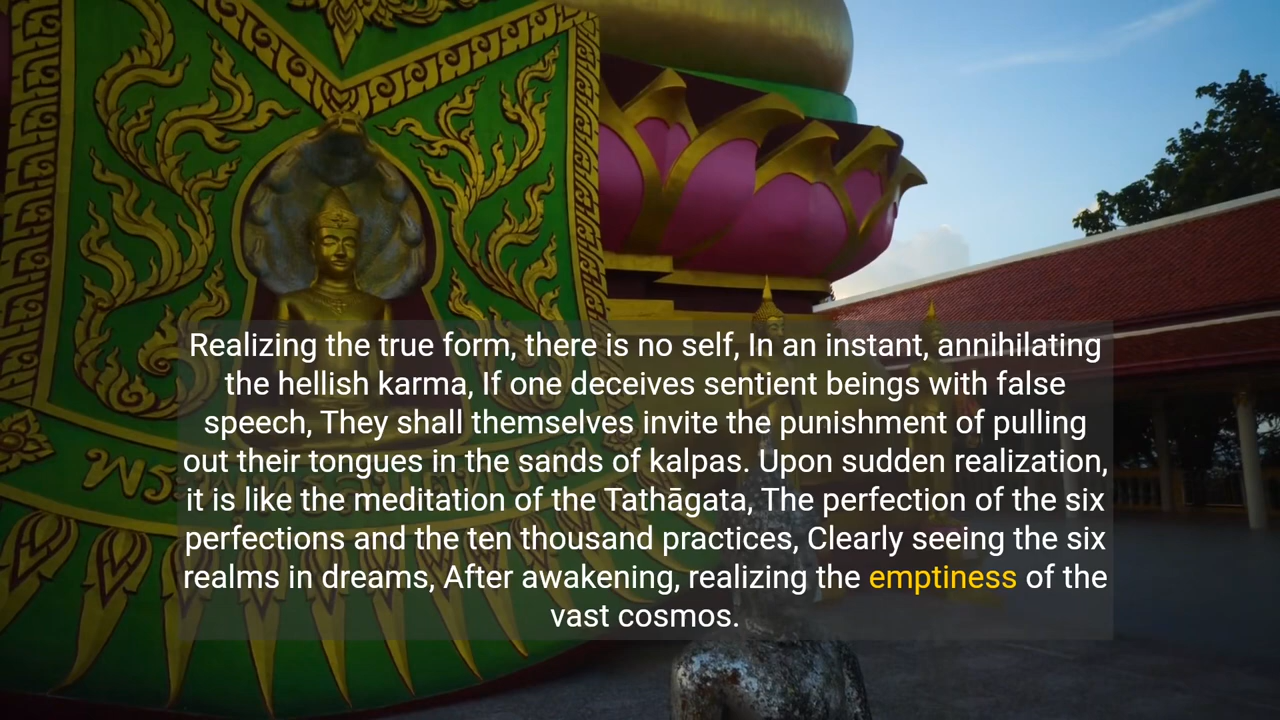 Realizing the true form, there is no self, In an instant, annihilating
the hellish karma, If one deceives sentient beings with false
speech, They shall themselves invite the punishment of pulling
out their tongues in the sands of kalpas. Upon sudden realization,
it is like the meditation of the Tathāgata, The perfection of the six
perfections and the ten thousand practices, Clearly seeing the six
realms in dreams, After awakening, realizing the emptiness of the
vast cosmos.